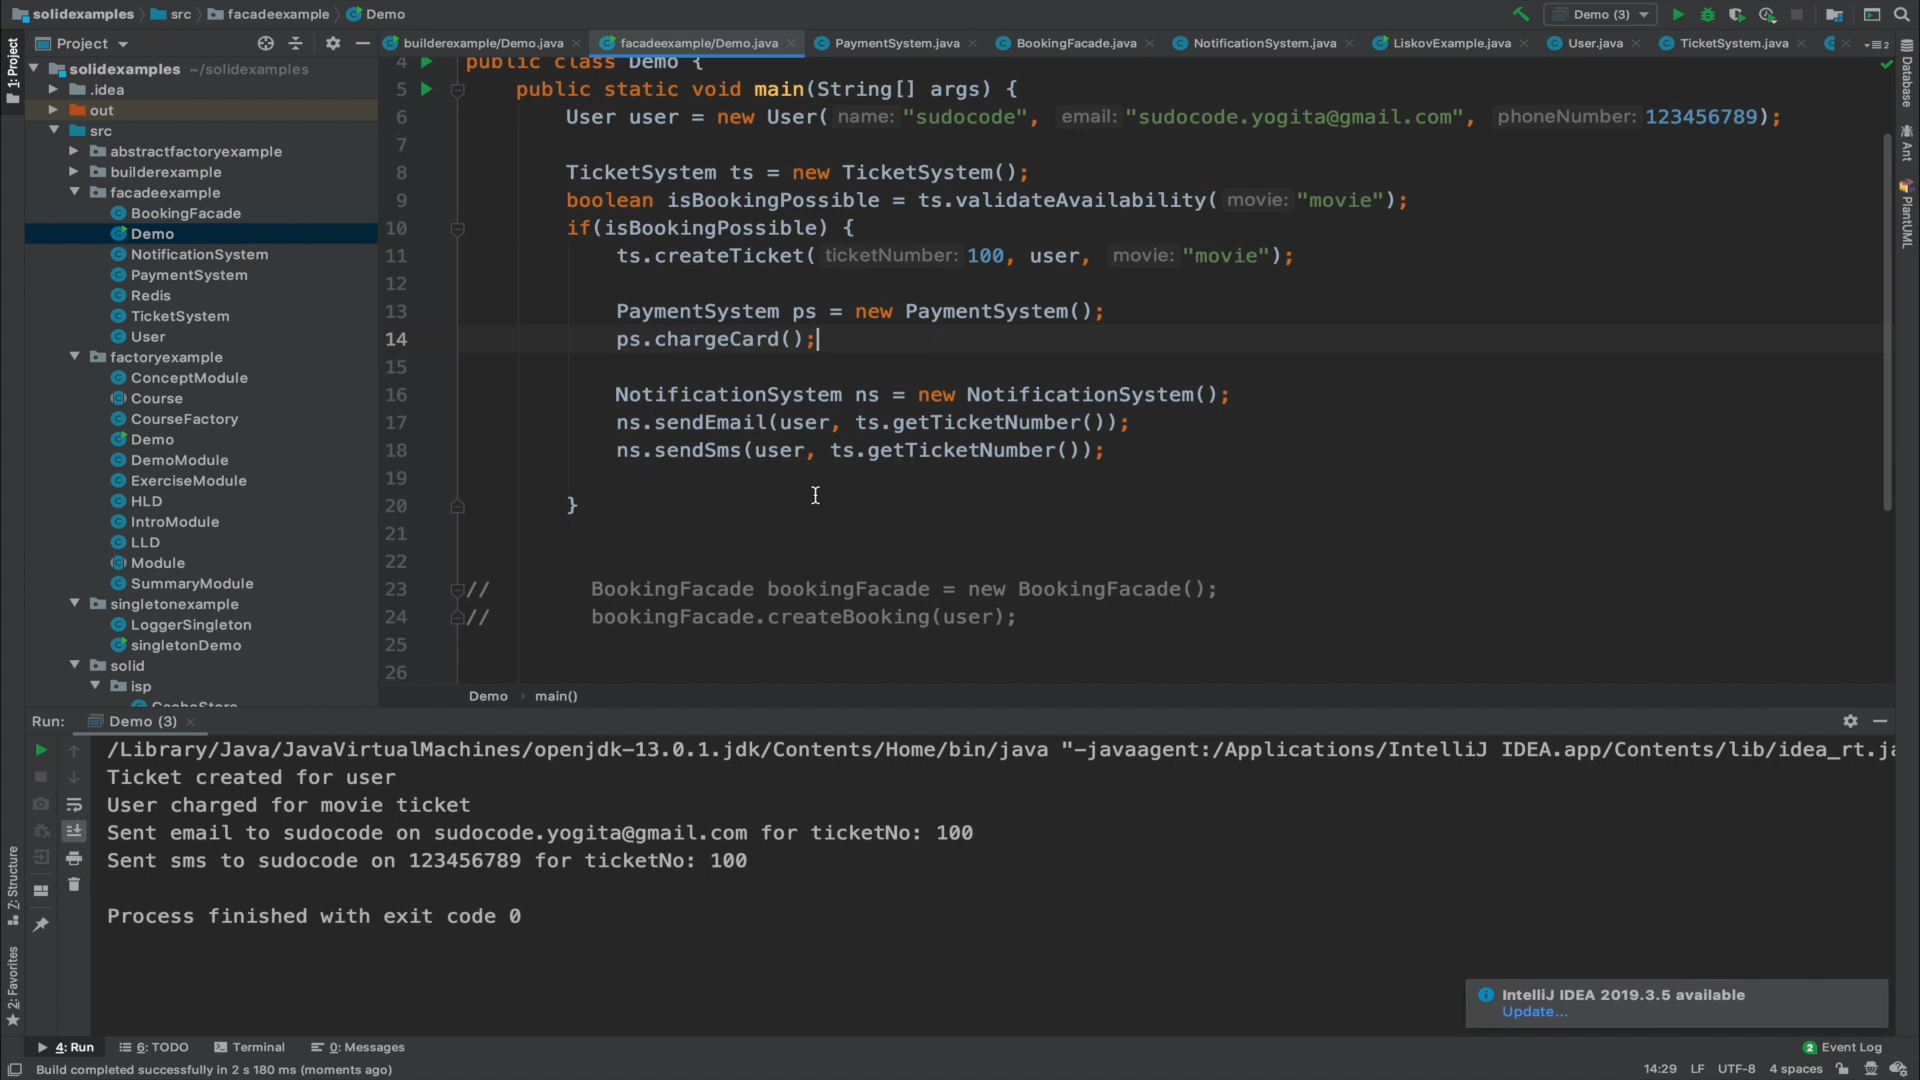 solidexamples src facadeexample Demo
Demo (3)
1: Project
Project
builderexample/Demo.java facadeexample/Demo.java PaymentSystem.java BookingFacade.java NotificationSystem.java LiskovExample.java User.java TicketSystem.java
solidexamples ~/solidexamples
.idea
out
src
abstractfactoryexample
builderexample
facadeexample
BookingFacade
Demo
NotificationSystem
PaymentSystem
Redis
TicketSystem
User
factoryexample
ConceptModule
Course
CourseFactory
Demo
DemoModule
ExerciseModule
HLD
IntroModule
LLD
Module
SummaryModule
singletonexample
LoggerSingleton
singletonDemo
solid
isp
CacheStore
4 public class Demo {
5 public static void main(String[] args) {
6 User user = new User( name: "sudocode", email: "sudocode.yogita@gmail.com", phoneNumber: 123456789);
7
8 TicketSystem ts = new TicketSystem();
9 boolean isBookingPossible = ts.validateAvailability( movie: "movie");
10 if(isBookingPossible) {
11 ts.createTicket( ticketNumber: 100, user, movie: "movie");
12
13 PaymentSystem ps = new PaymentSystem();
14 ps.chargeCard();
15
16 NotificationSystem ns = new NotificationSystem();
17 ns.sendEmail(user, ts.getTicketNumber());
18 ns.sendSms(user, ts.getTicketNumber());
19
20 }
21
22
23 // BookingFacade bookingFacade = new BookingFacade();
24 // bookingFacade.createBooking(user);
25
26
Demo › main()
Database
Ant
PlantUML
Run: Demo (3)
/Library/Java/JavaVirtualMachines/openjdk-13.0.1.jdk/Contents/Home/bin/java "-javaagent:/Applications/IntelliJ IDEA.app/Contents/lib/idea_rt.ja
Ticket created for user
User charged for movie ticket
Sent email to sudocode on sudocode.yogita@gmail.com for ticketNo: 100
Sent sms to sudocode on 123456789 for ticketNo: 100
Process finished with exit code 0
Z: Structure
2: Favorites
IntelliJ IDEA 2019.3.5 available
Update...
4: Run 6: TODO Terminal 0: Messages
2 Event Log
Build completed successfully in 2 s 180 ms (moments ago)
14:29 LF UTF-8 4 spaces